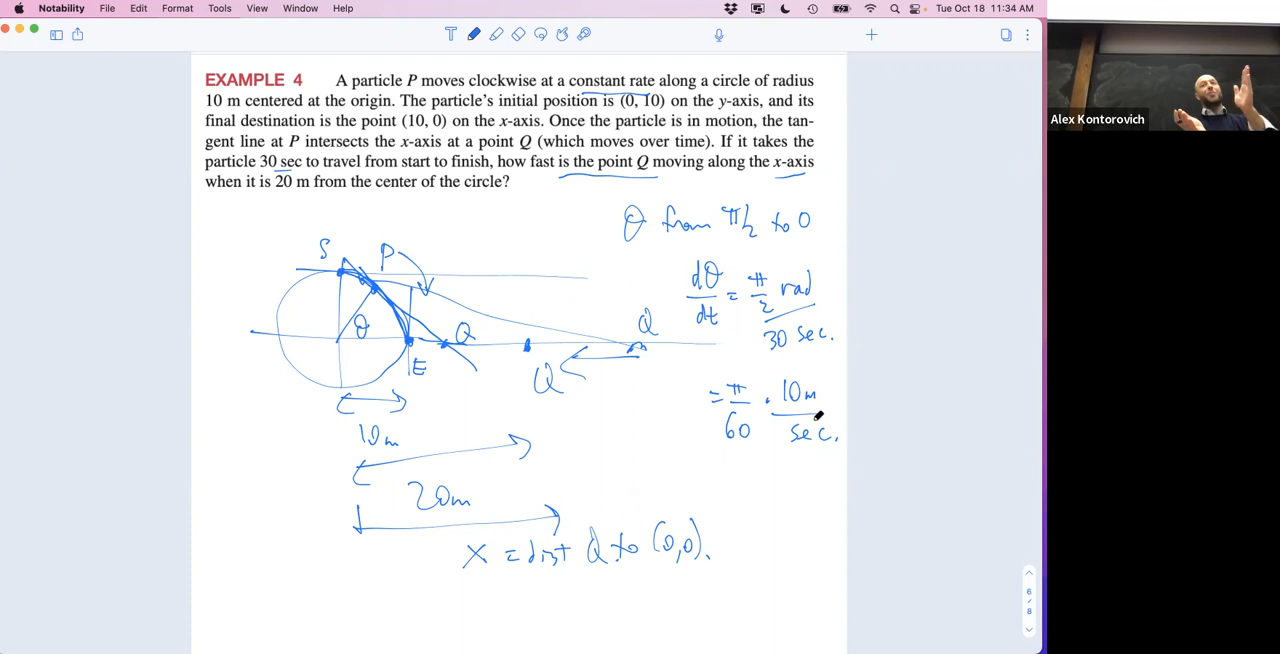 Notability File Edit Format Tools View Window Help Tue Oct 18 11:34 AM
T
Alex Kontorovich
EXAMPLE 4 A particle P moves clockwise at a constant rate along a circle of radius
10 m centered at the origin. The particle's initial position is (0, 10) on the y-axis, and its
final destination is the point (10, 0) on the x-axis. Once the particle is in motion, the tan-
gent line at P intersects the x-axis at a point Q (which moves over time). If it takes the
particle 30 sec to travel from start to finish, how fast is the point Q moving along the x-axis
when it is 20 m from the center of the circle?
θ from π/2 to 0
S P
dθ/dt = π/2 rad / 30 sec.
θ Q Q
E Q
= π/60 · 10m / sec.
10m
20m
x = dist Q to (0,0).
6
/
8